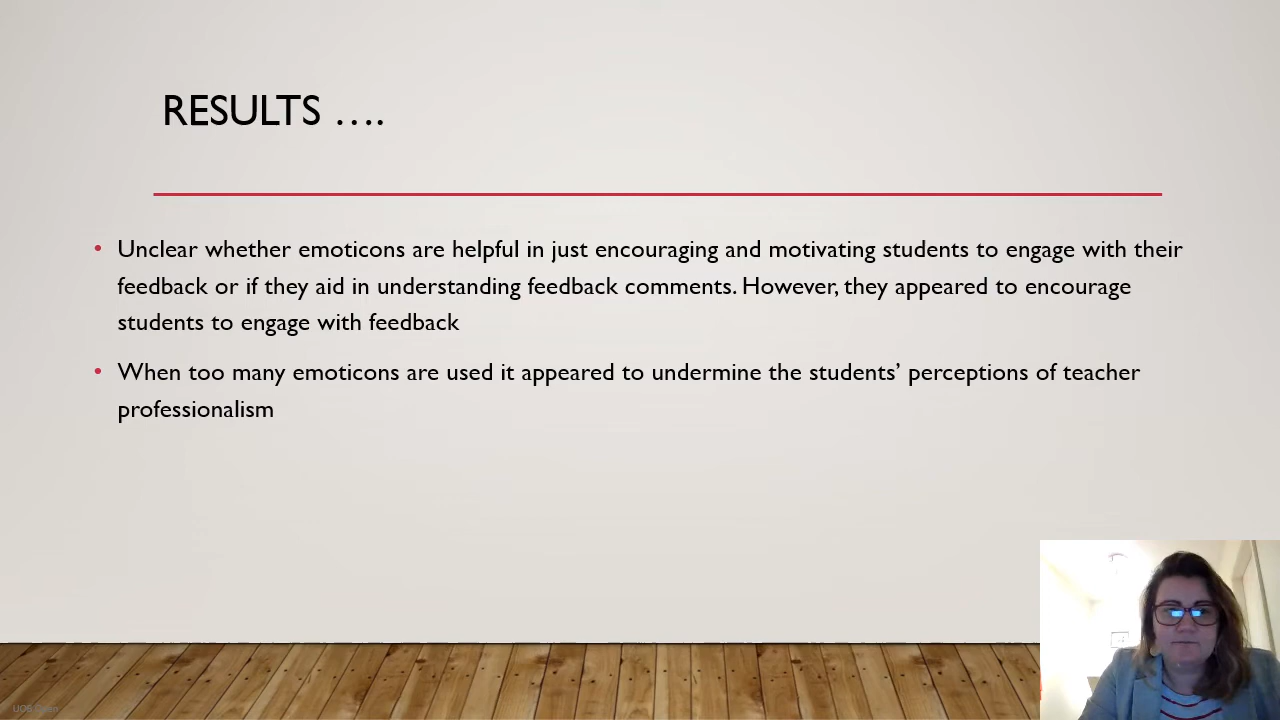 RESULTS ….
• Unclear whether emoticons are helpful in just encouraging and motivating students to engage with their
feedback or if they aid in understanding feedback comments. However, they appeared to encourage
students to engage with feedback
• When too many emoticons are used it appeared to undermine the students’ perceptions of teacher
professionalism